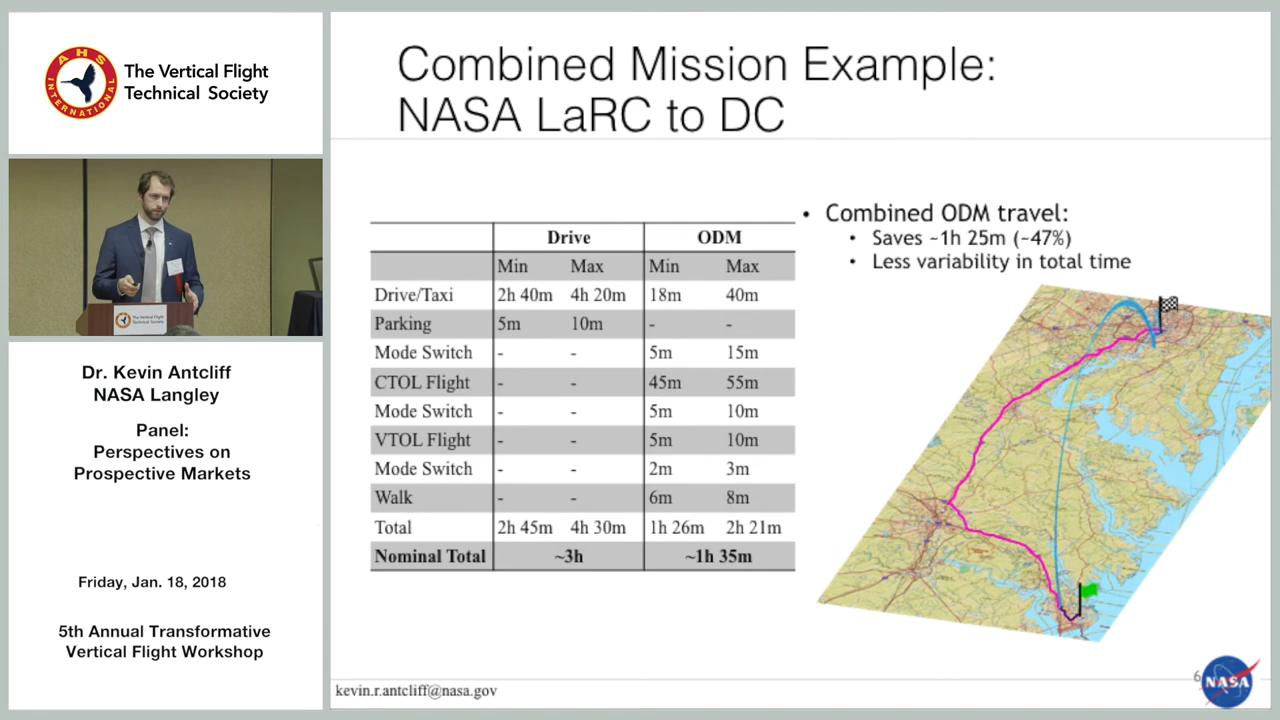 AHS
INTERNATIONAL
The Vertical Flight
Technical Society
Dr. Kevin Antcliff
NASA Langley
Panel:
Perspectives on
Prospective Markets
Friday, Jan. 18, 2018
5th Annual Transformative
Vertical Flight Workshop
Combined Mission Example:
NASA LaRC to DC
Drive ODM
Min Max Min Max
Drive/Taxi 2h 40m 4h 20m 18m 40m
Parking 5m 10m - -
Mode Switch - - 5m 15m
CTOL Flight - - 45m 55m
Mode Switch - - 5m 10m
VTOL Flight - - 5m 10m
Mode Switch - - 2m 3m
Walk - - 6m 8m
Total 2h 45m 4h 30m 1h 26m 2h 21m
Nominal Total ~3h ~1h 35m
• Combined ODM travel:
• Saves ~1h 25m (~47%)
• Less variability in total time
kevin.r.antcliff@nasa.gov
6
NASA